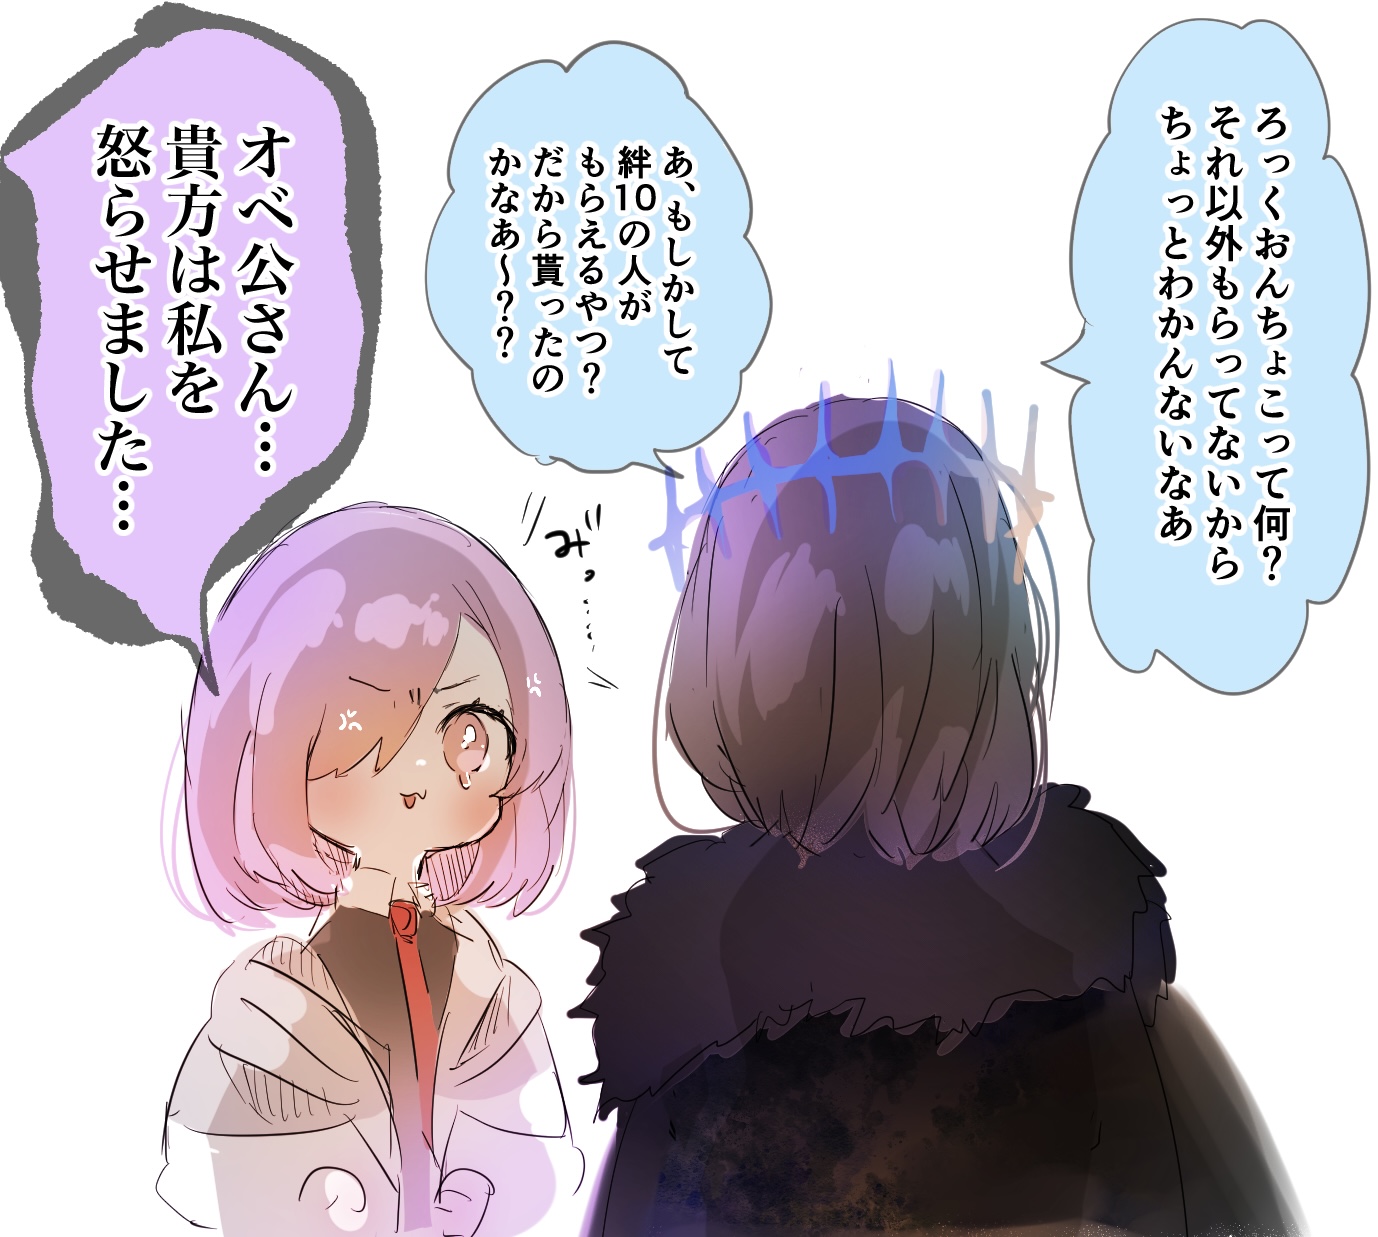 ろっくおんちょこって何？
それ以外もらってないから
ちょっとわかんないなあ
あ、もしかして
絆10の人が
もらえるやつ？
だから貰ったの
かなあ〜？？
み゛っ…
オベ公さん…
貴方は私を
怒らせました…